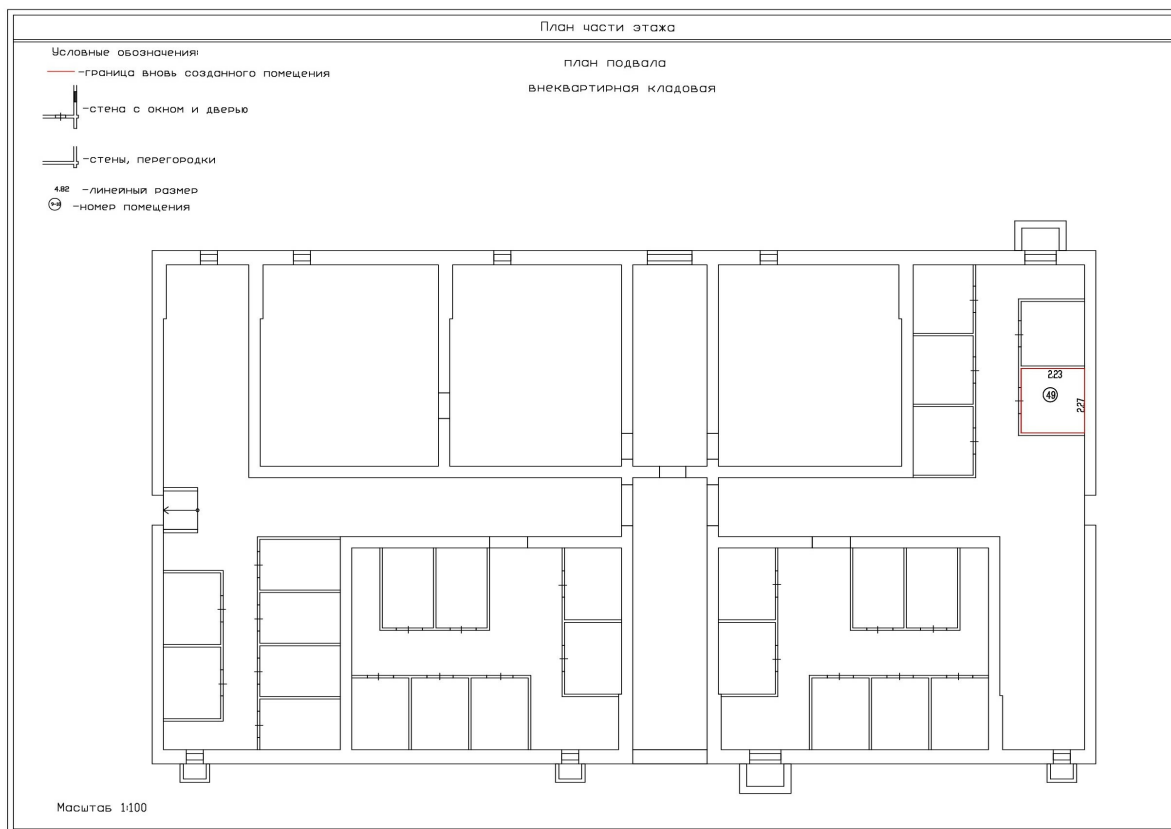 План части этажа
Условные обозначения:
-граница вновь созданного помещения
-стена с окном и дверью
-стены, перегородки
4.82 -линейный размер
-номер помещения
план подвала
внеквартирная кладовая
2.23
49
2.27
Масштаб 1:100